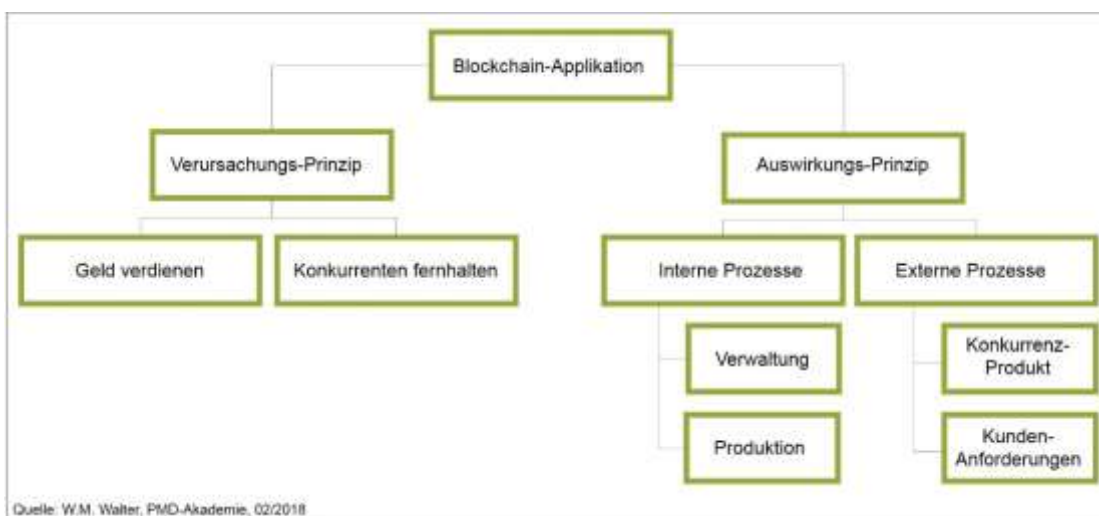 Blockchain-Applikation
Verursachungs-Prinzip
Auswirkungs-Prinzip
Geld verdienen
Konkurrenten fernhalten
Interne Prozesse
Externe Prozesse
Verwaltung
Konkurrenz-
Produkt
Produktion
Kunden-
Anforderungen
Quelle: W.M. Walter, PMD-Akademie, 02/2018